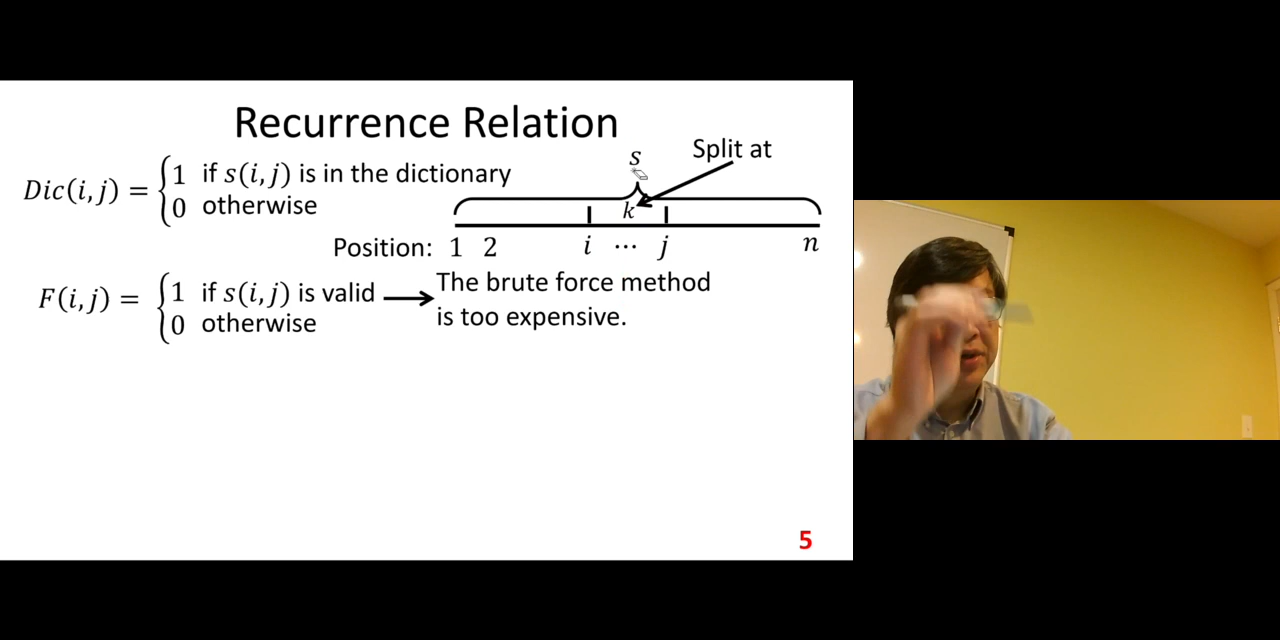 Recurrence Relation
Dic(i,j) = {1 if s(i,j) is in the dictionary
0 otherwise
s
Split at
k
Position: 1 2 i ⋯ j n
F(i,j) = {1 if s(i,j) is valid → The brute force method
0 otherwise is too expensive.
5